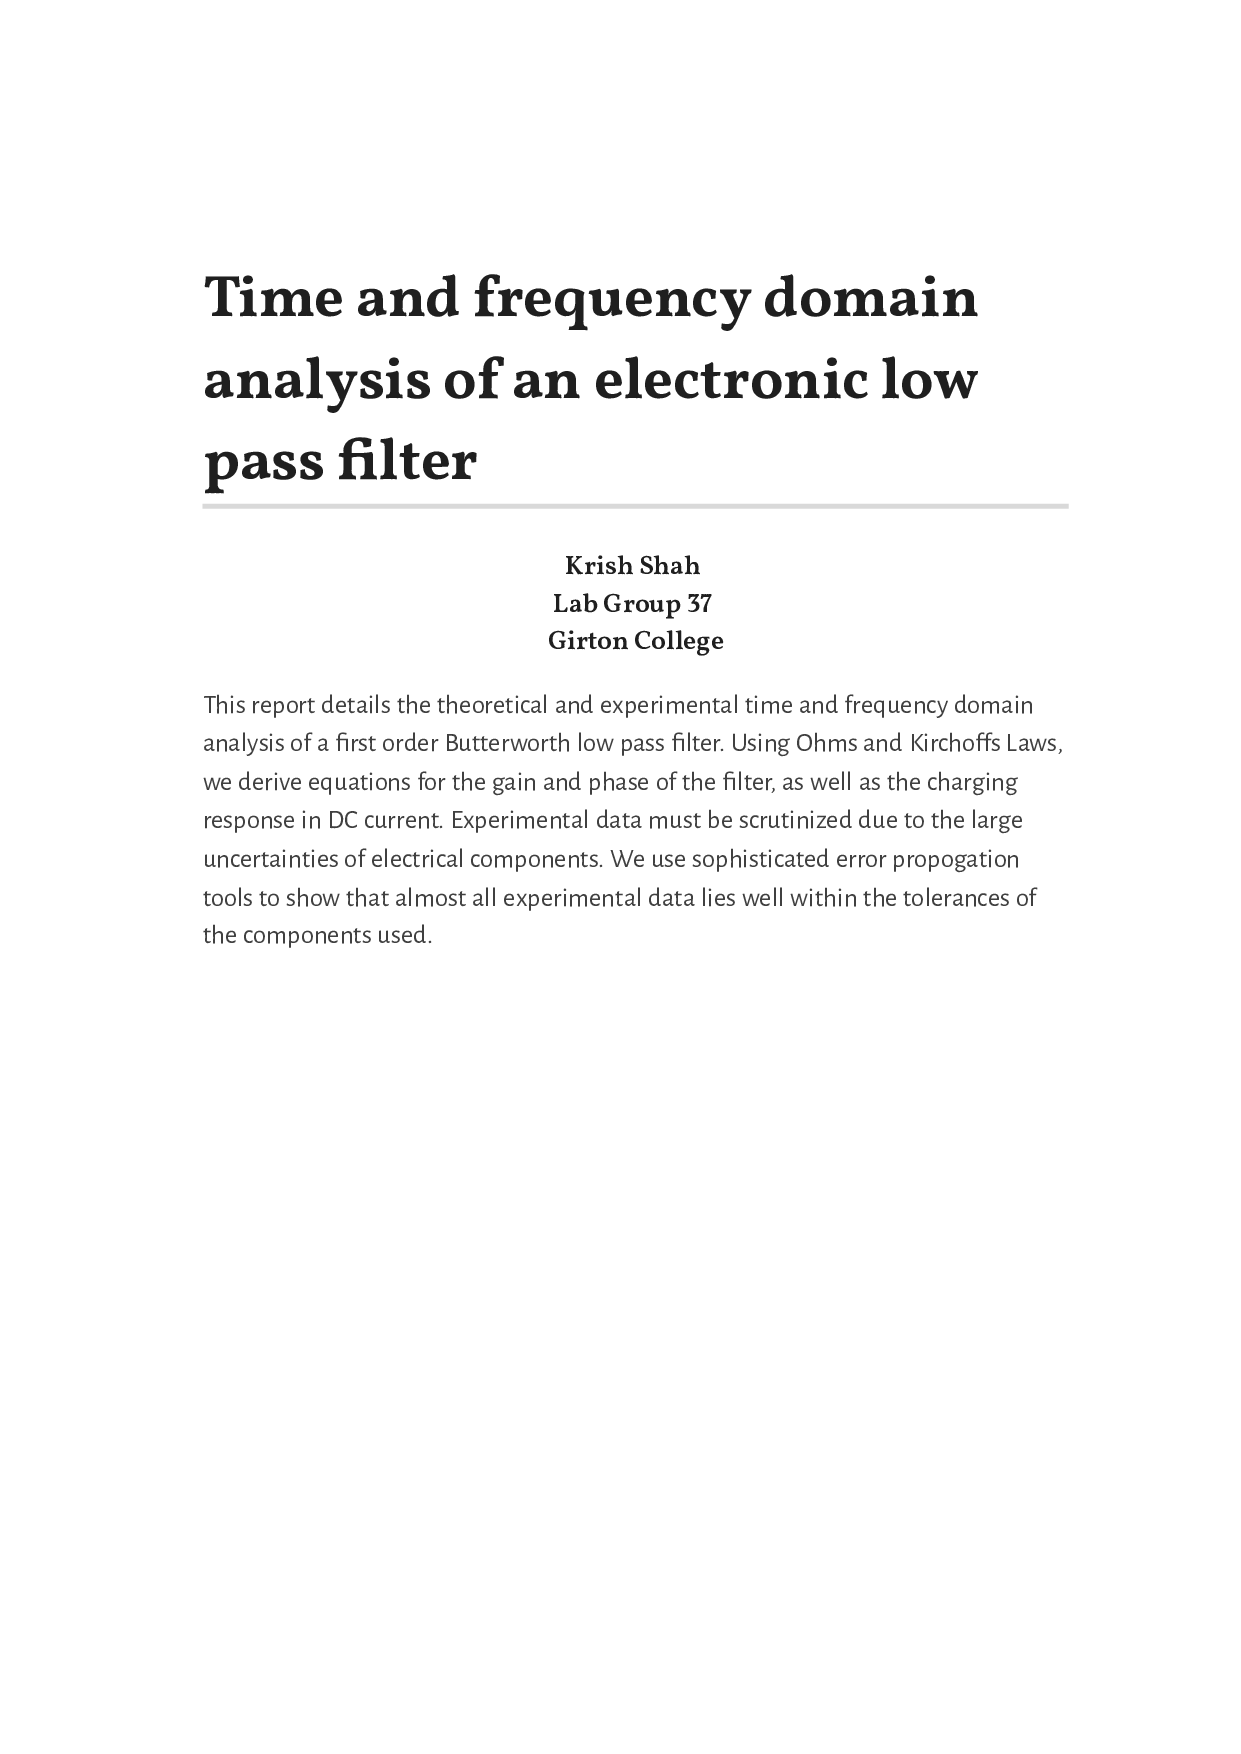 Time and frequency domain
analysis of an electronic low
pass filter
Krish Shah
Lab Group 37
Girton College
This report details the theoretical and experimental time and frequency domain
analysis of a first order Butterworth low pass filter. Using Ohms and Kirchoffs Laws,
we derive equations for the gain and phase of the filter, as well as the charging
response in DC current. Experimental data must be scrutinized due to the large
uncertainties of electrical components. We use sophisticated error propogation
tools to show that almost all experimental data lies well within the tolerances of
the components used.